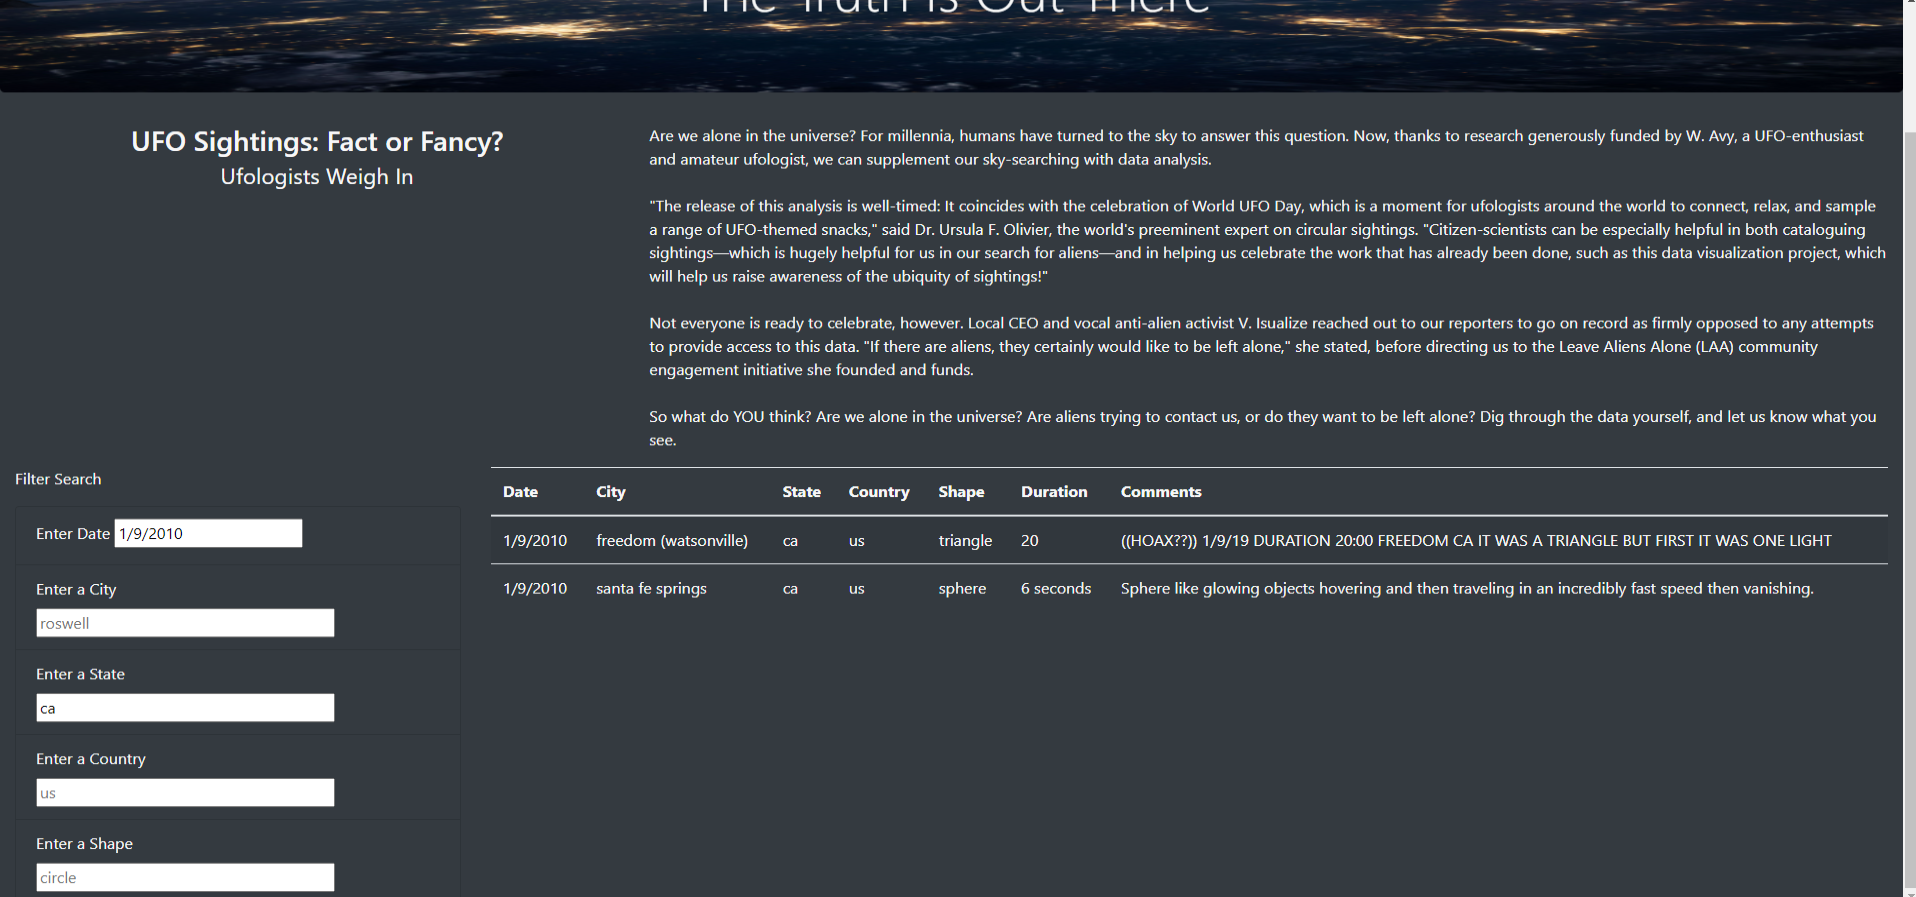 The Truth Is Out There
UFO Sightings: Fact or Fancy?
Ufologists Weigh In
Are we alone in the universe? For millennia, humans have turned to the sky to answer this question. Now, thanks to research generously funded by W. Avy, a UFO-enthusiast
and amateur ufologist, we can supplement our sky-searching with data analysis.
"The release of this analysis is well-timed: It coincides with the celebration of World UFO Day, which is a moment for ufologists around the world to connect, relax, and sample
a range of UFO-themed snacks," said Dr. Ursula F. Olivier, the world's preeminent expert on circular sightings. "Citizen-scientists can be especially helpful in both cataloguing
sightings—which is hugely helpful for us in our search for aliens—and in helping us celebrate the work that has already been done, such as this data visualization project, which
will help us raise awareness of the ubiquity of sightings!"
Not everyone is ready to celebrate, however. Local CEO and vocal anti-alien activist V. Isualize reached out to our reporters to go on record as firmly opposed to any attempts
to provide access to this data. "If there are aliens, they certainly would like to be left alone," she stated, before directing us to the Leave Aliens Alone (LAA) community
engagement initiative she founded and funds.
So what do YOU think? Are we alone in the universe? Are aliens trying to contact us, or do they want to be left alone? Dig through the data yourself, and let us know what you
see.
Filter Search
Enter Date 1/9/2010
Enter a City
roswell
Enter a State
ca
Enter a Country
us
Enter a Shape
circle
Date City State Country Shape Duration Comments
1/9/2010 freedom (watsonville) ca us triangle 20 ((HOAX??)) 1/9/19 DURATION 20:00 FREEDOM CA IT WAS A TRIANGLE BUT FIRST IT WAS ONE LIGHT
1/9/2010 santa fe springs ca us sphere 6 seconds Sphere like glowing objects hovering and then traveling in an incredibly fast speed then vanishing.